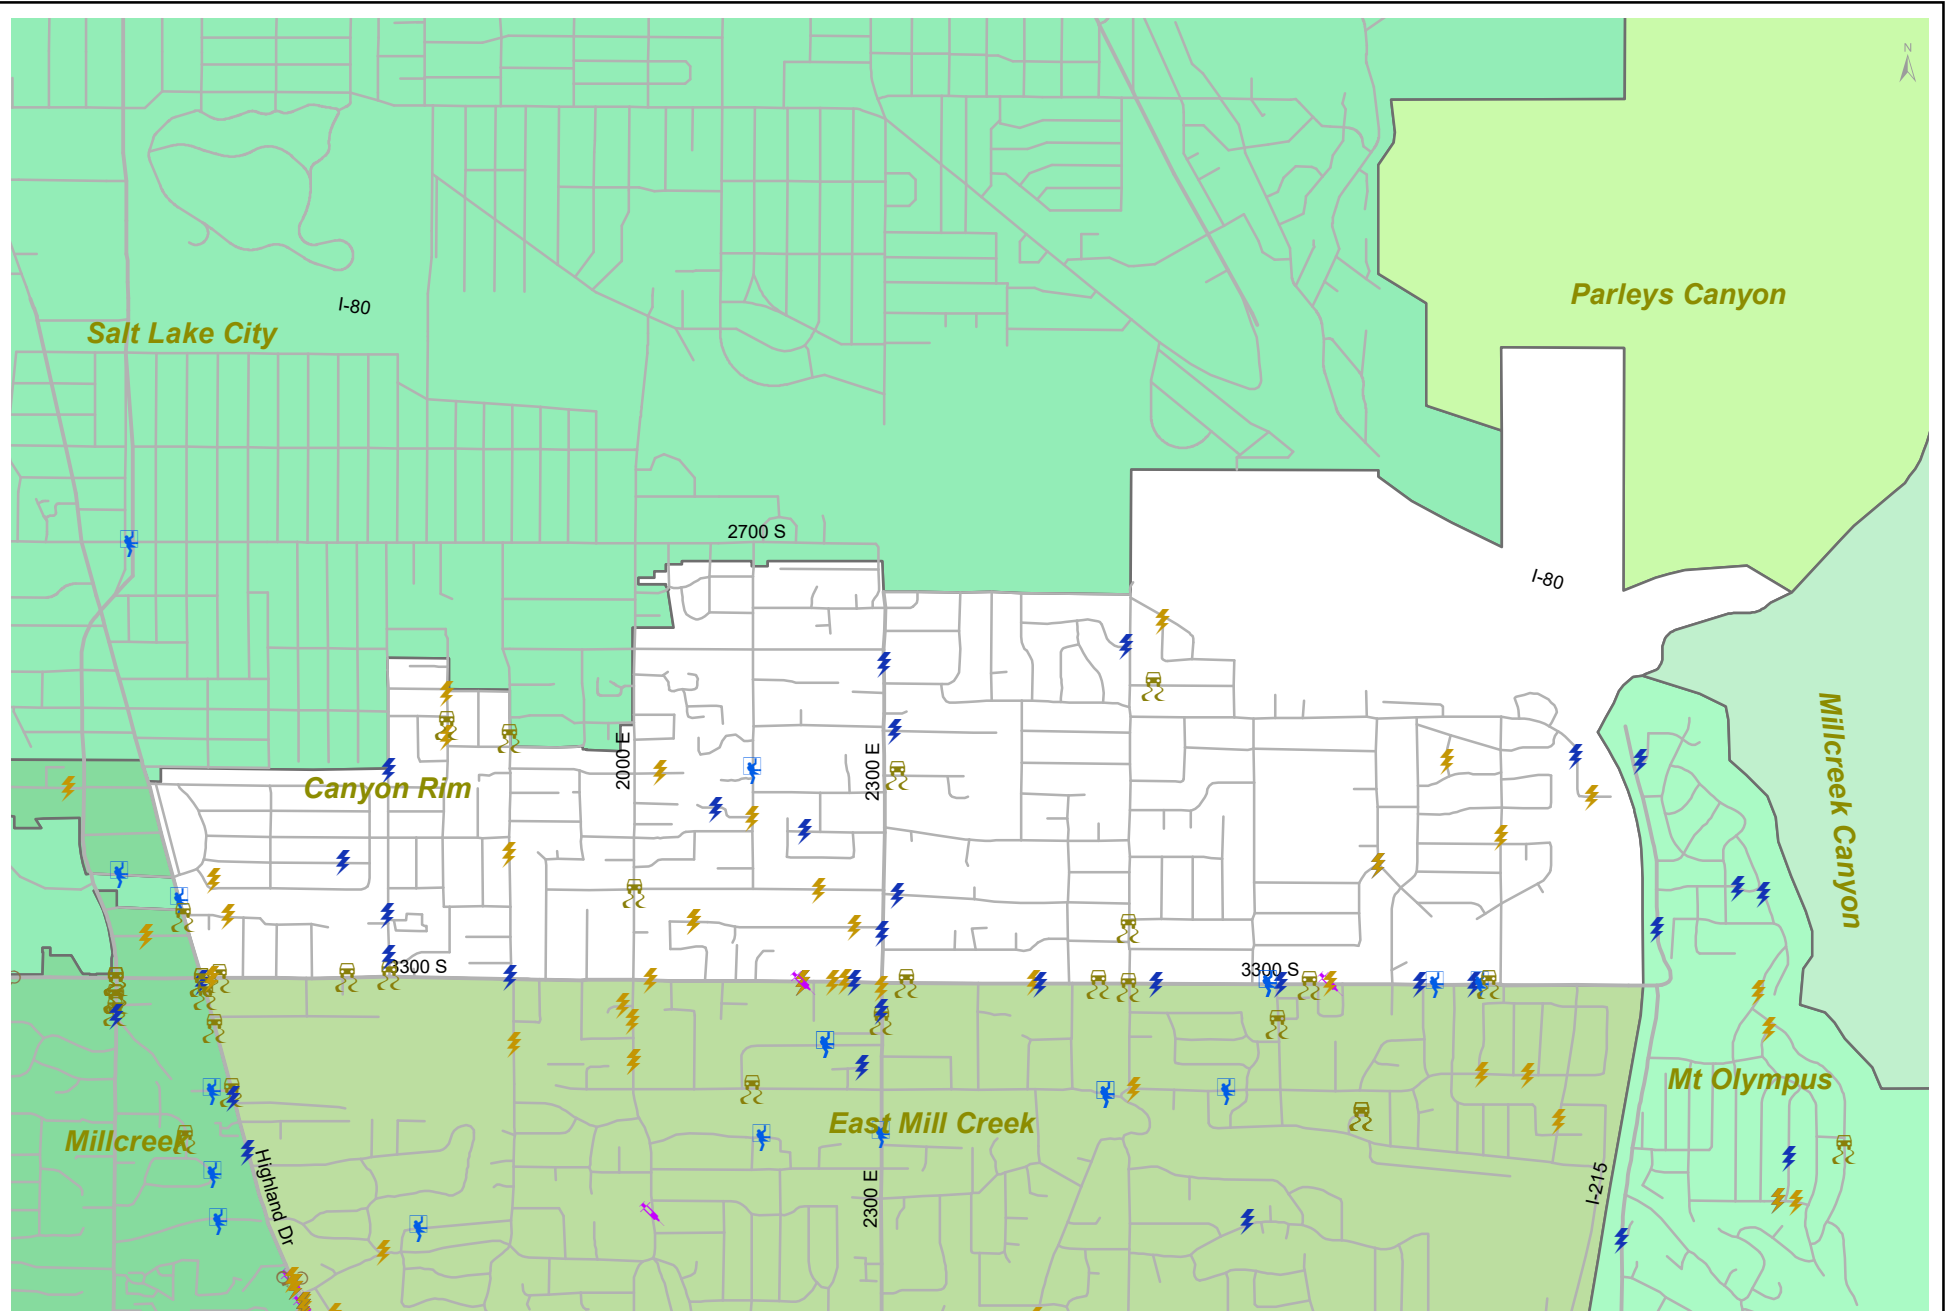 N
Parleys Canyon
I-80
Salt Lake City
2700 S
I-80
Millcreek Canyon
2000 E
2300 E
Canyon Rim
3300 S
3300 S
Mt Olympus
East Mill Creek
Millcreek
Highland Dr
2300 E
I-215